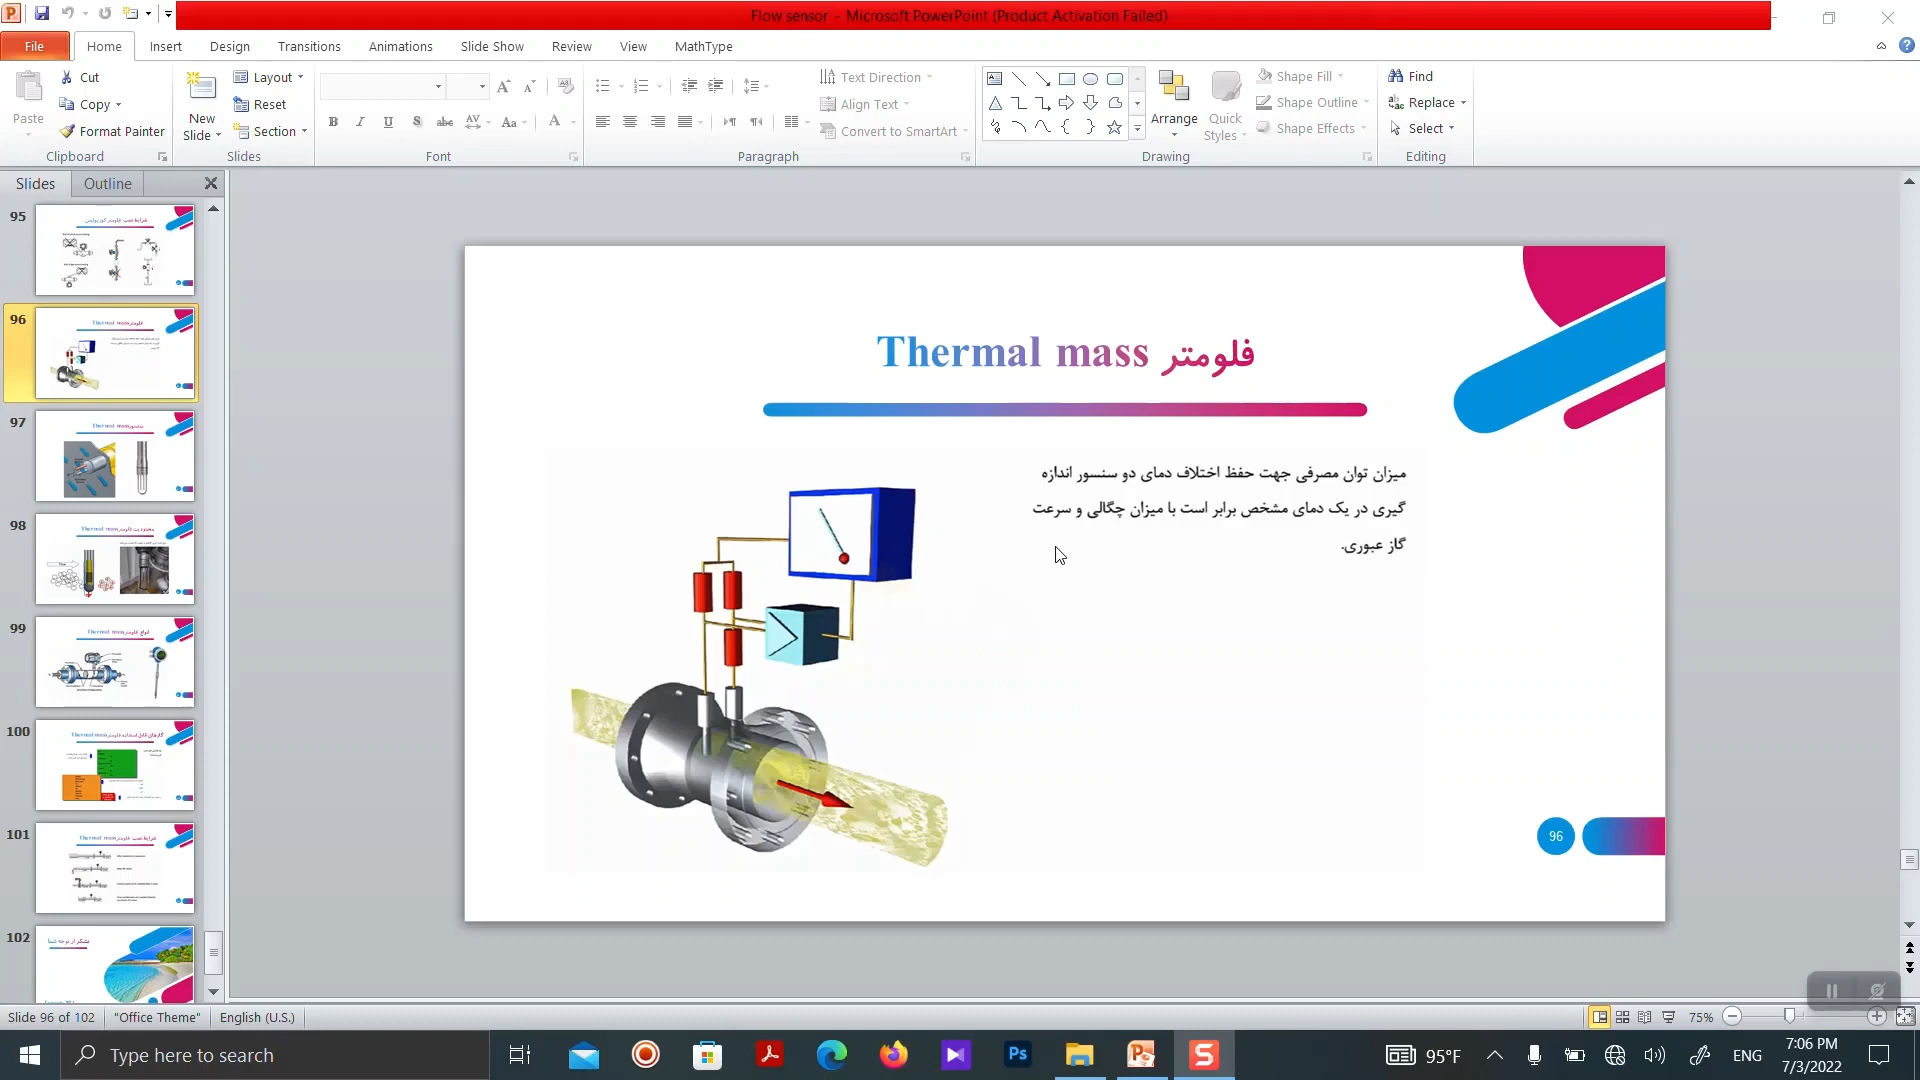 Flow sensor - Microsoft PowerPoint (Product Activation Failed)
File Home Insert Design Transitions Animations Slide Show Review View MathType
Paste
Cut
Copy
Format Painter
Clipboard
New
Slide
Layout
Reset
Section
Slides
Font
Text Direction
Align Text
Convert to SmartArt
Paragraph
Arrange
Quick
Styles
Shape Fill
Shape Outline
Shape Effects
Drawing
Find
Replace
Select
Editing
Slides Outline
95
96
97
98
99
100
101
102
فلومتر Thermal mass
میزان توان مصرفی جهت حفظ اختلاف دمای دو سنسور اندازه
گیری در یک دمای مشخص برابر است با میزان چگالی و سرعت
گاز عبوری.
96
Slide 96 of 102 "Office Theme" English (U.S.) 75%
Type here to search
95°F ENG
7:06 PM
7/3/2022